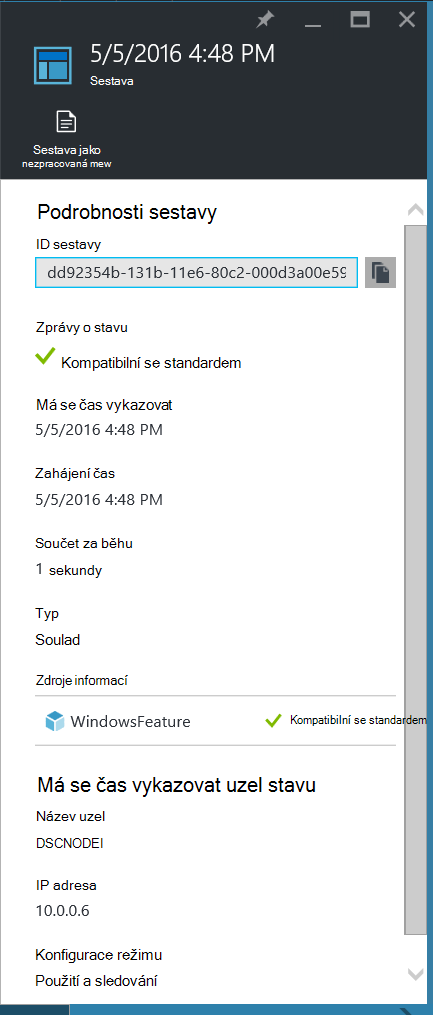 5/5/2016 4:48 PM
Sestava
Sestava jako
nezpracovaná mew
Podrobnosti sestavy
ID sestavy
dd92354b-131b-11e6-80c2-000d3a00e59
Zprávy o stavu
Kompatibilní se standardem
Má se čas vykazovat
5/5/2016 4:48 PM
Zahájení čas
5/5/2016 4:48 PM
Součet za běhu
1 sekundy
Typ
Soulad
Zdroje informací
WindowsFeature Kompatibilní se standardem
Má se čas vykazovat uzel stavu
Název uzel
DSCNODEI
IP adresa
10.0.0.6
Konfigurace režimu
Použití a sledování